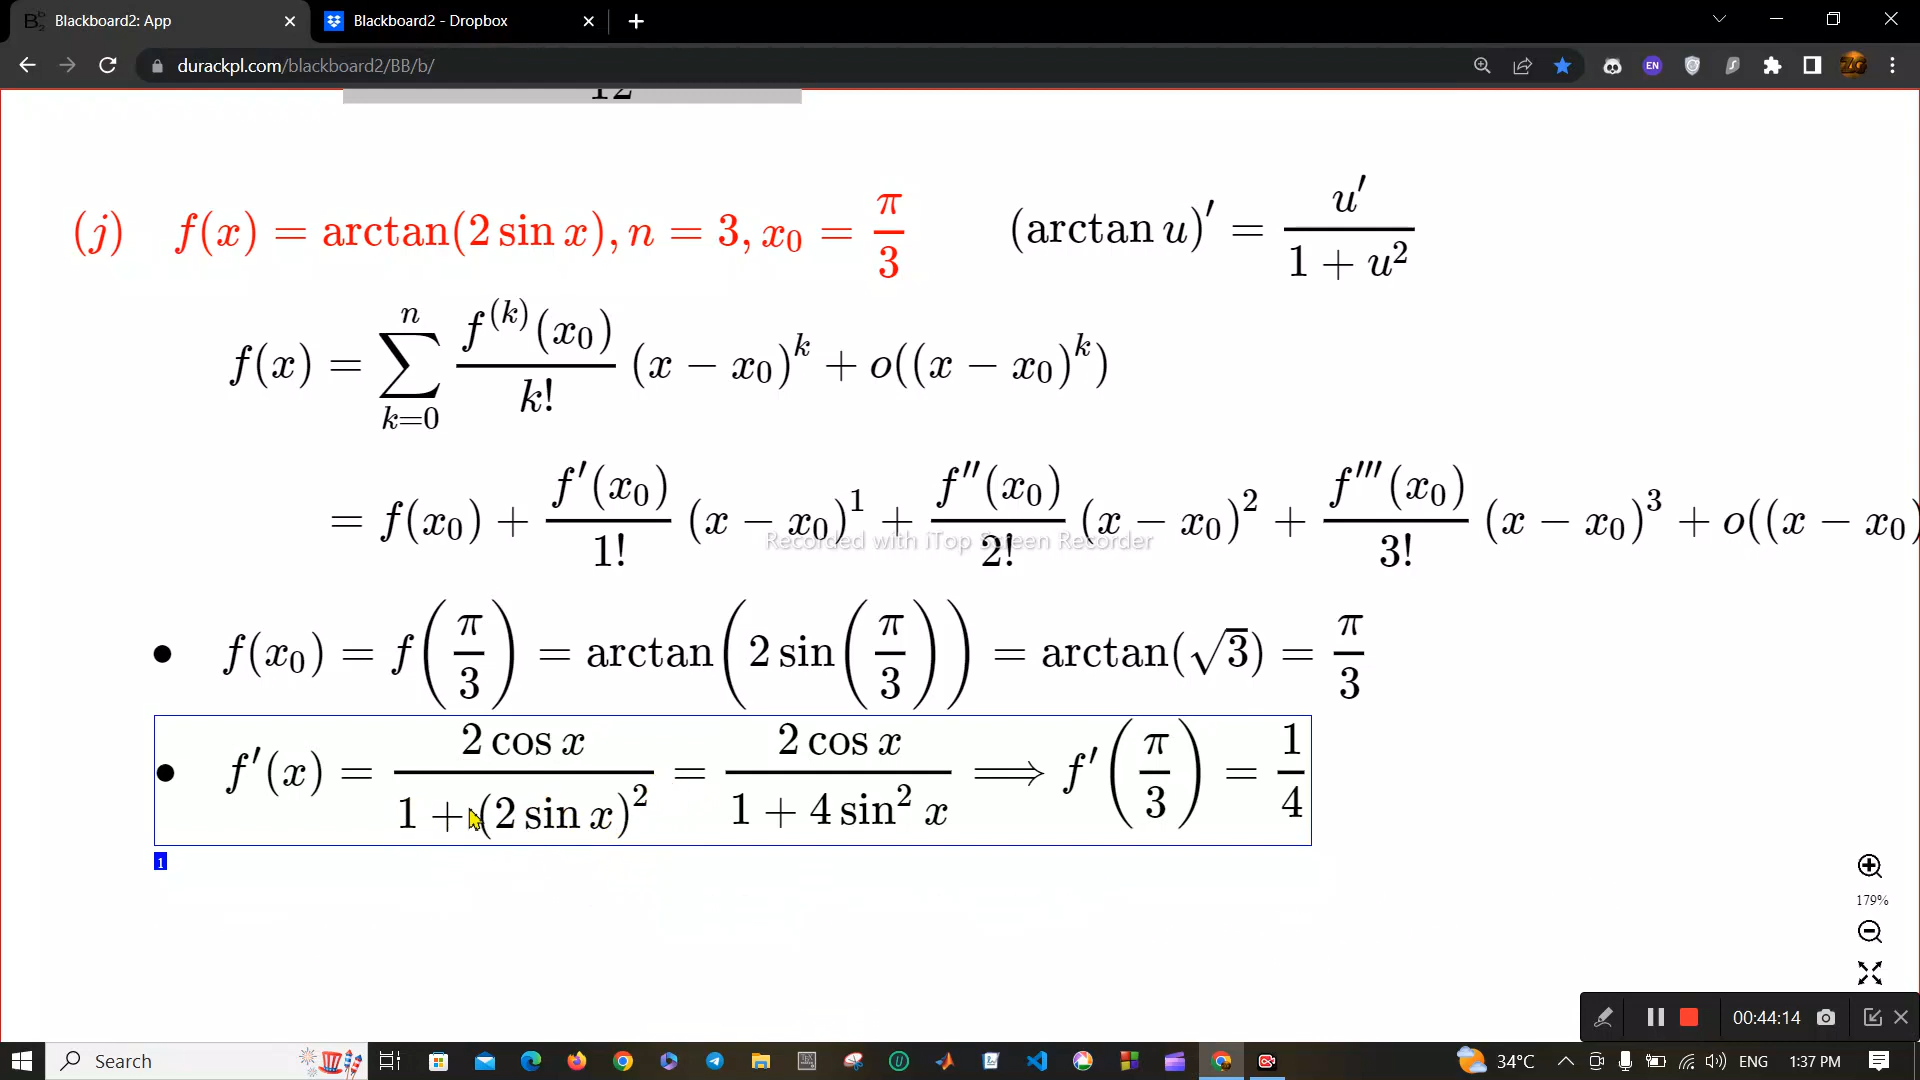 Blackboard2: App
Blackboard2 - Dropbox
durackpl.com/blackboard2/BB/b/
12
(j) f(x) = arctan(2 sin x), n = 3, x₀ = π/3    (arctan u)′ = u′/(1 + u²)
f(x) = ∑_{k=0}^{n} f^{(k)}(x₀)/k! (x − x₀)^k + o((x − x₀)^k)
= f(x₀) + f′(x₀)/1! (x − x₀)¹ + f″(x₀)/2! (x − x₀)² + f‴(x₀)/3! (x − x₀)³ + o((x − x₀)
Recorded with iTop Screen Recorder
• f(x₀) = f(π/3) = arctan(2 sin(π/3)) = arctan(√3) = π/3
• f′(x) = 2 cos x/(1 + (2 sin x)²) = 2 cos x/(1 + 4 sin² x) ⟹ f′(π/3) = 1/4
1
179%
00:44:14
Search
34°C
ENG
1:37 PM
EN
ZG